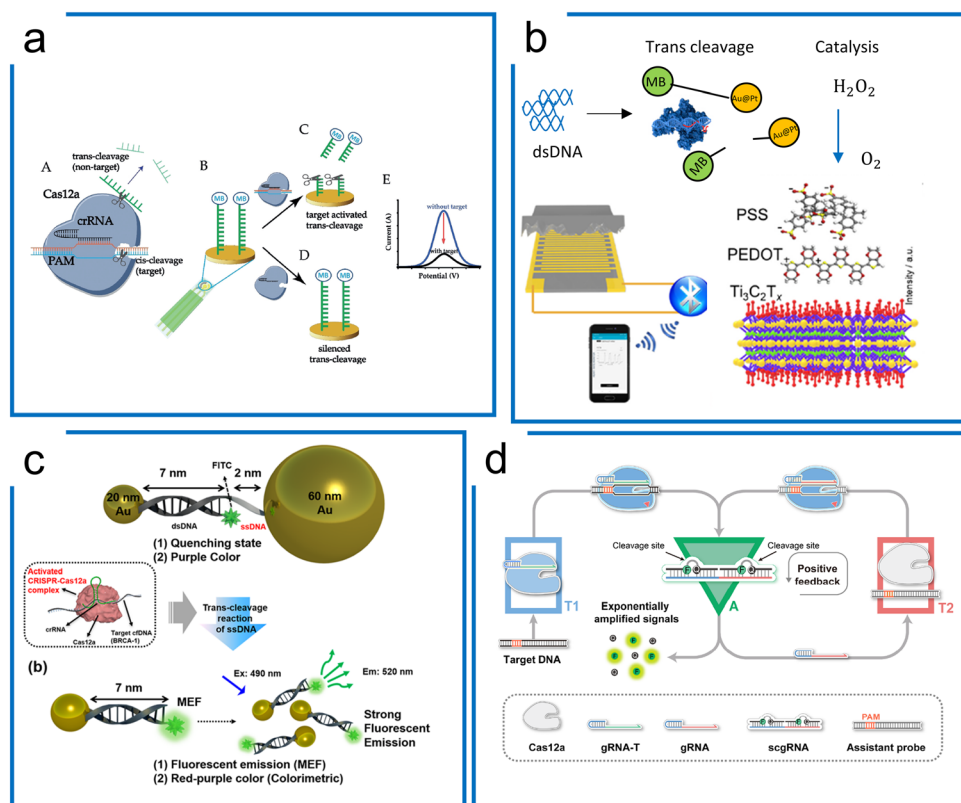 a
A
trans-cleavage
(non-target)
Cas12a
crRNA
PAM
cis-cleavage
(target)
B
MB
MB
C
MB
MB
target activated
trans-cleavage
D
MB
MB
silenced
trans-cleavage
E
Current (A)
without target
with target
Potential (V)
b
Trans cleavage
Catalysis
dsDNA
MB
Au@Pt
MB
Au@Pt
H₂O₂
O₂
PSS
PEDOT
Ti₃C₂Tₓ
Intensity / a.u.
c
7 nm
FITC
2 nm
20 nm
Au
60 nm
Au
dsDNA
ssDNA
(1) Quenching state
(2) Purple Color
Activated
CRISPR-Cas12a
complex
crRNA
Cas12a
Target cfDNA
(BRCA-1)
Trans-cleavage
reaction
of ssDNA
(b)
7 nm
MEF
Ex: 490 nm
Em: 520 nm
Strong
Fluorescent
Emission
(1) Fluorescent emission (MEF)
(2) Red-purple color (Colorimetric)
d
T1
Target DNA
Cleavage site
Cleavage site
A
Positive
feedback
T2
Exponentially
amplified signals
Cas12a
gRNA-T
gRNA
scgRNA
PAM
Assistant probe